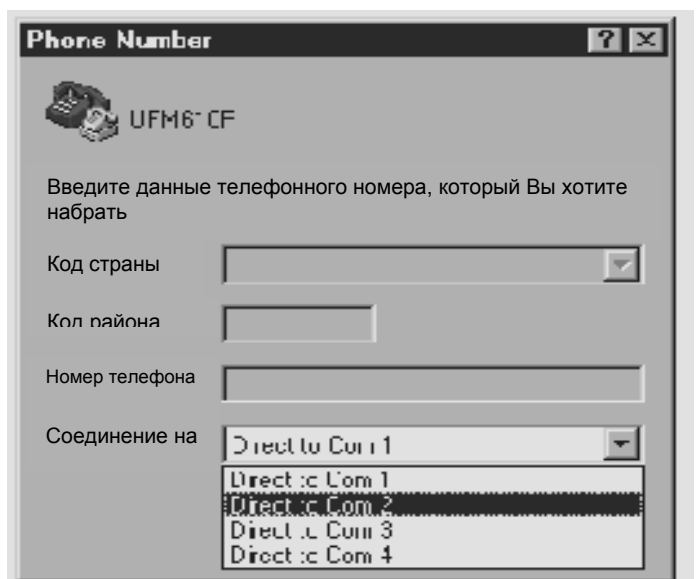 Phone Number
Введите данные телефонного номера, который Вы хотите
набрать
Код страны
Код района
Номер телефона
Соединение на
Direct to Com 1
Direct to Com 1
Direct to Com 2
Direct to Com 3
Direct to Com 4